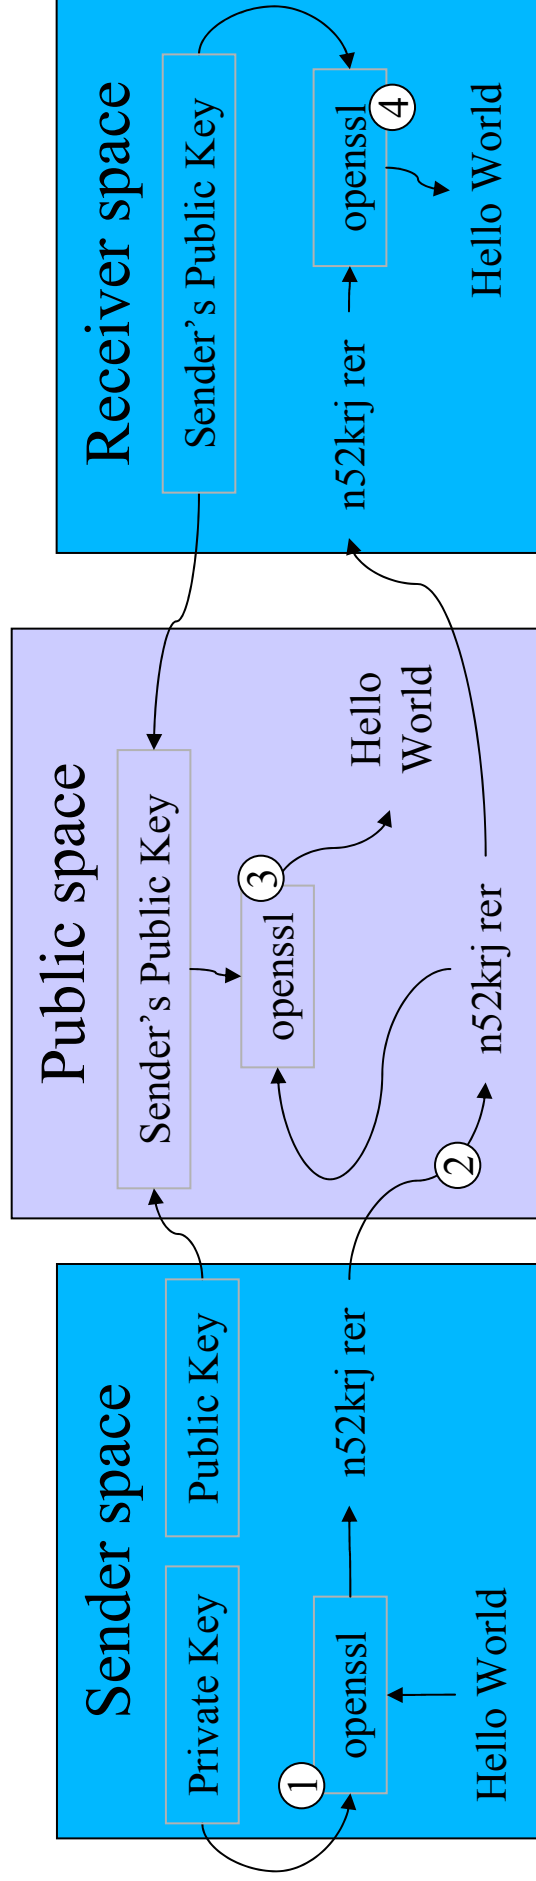 Sender space
Private Key
Public Key
1
openssl
n52krj rer
Hello World
Public space
Sender's Public Key
3
openssl
Hello
World
2
n52krj rer
Receiver space
Sender's Public Key
openssl
4
n52krj rer
Hello World